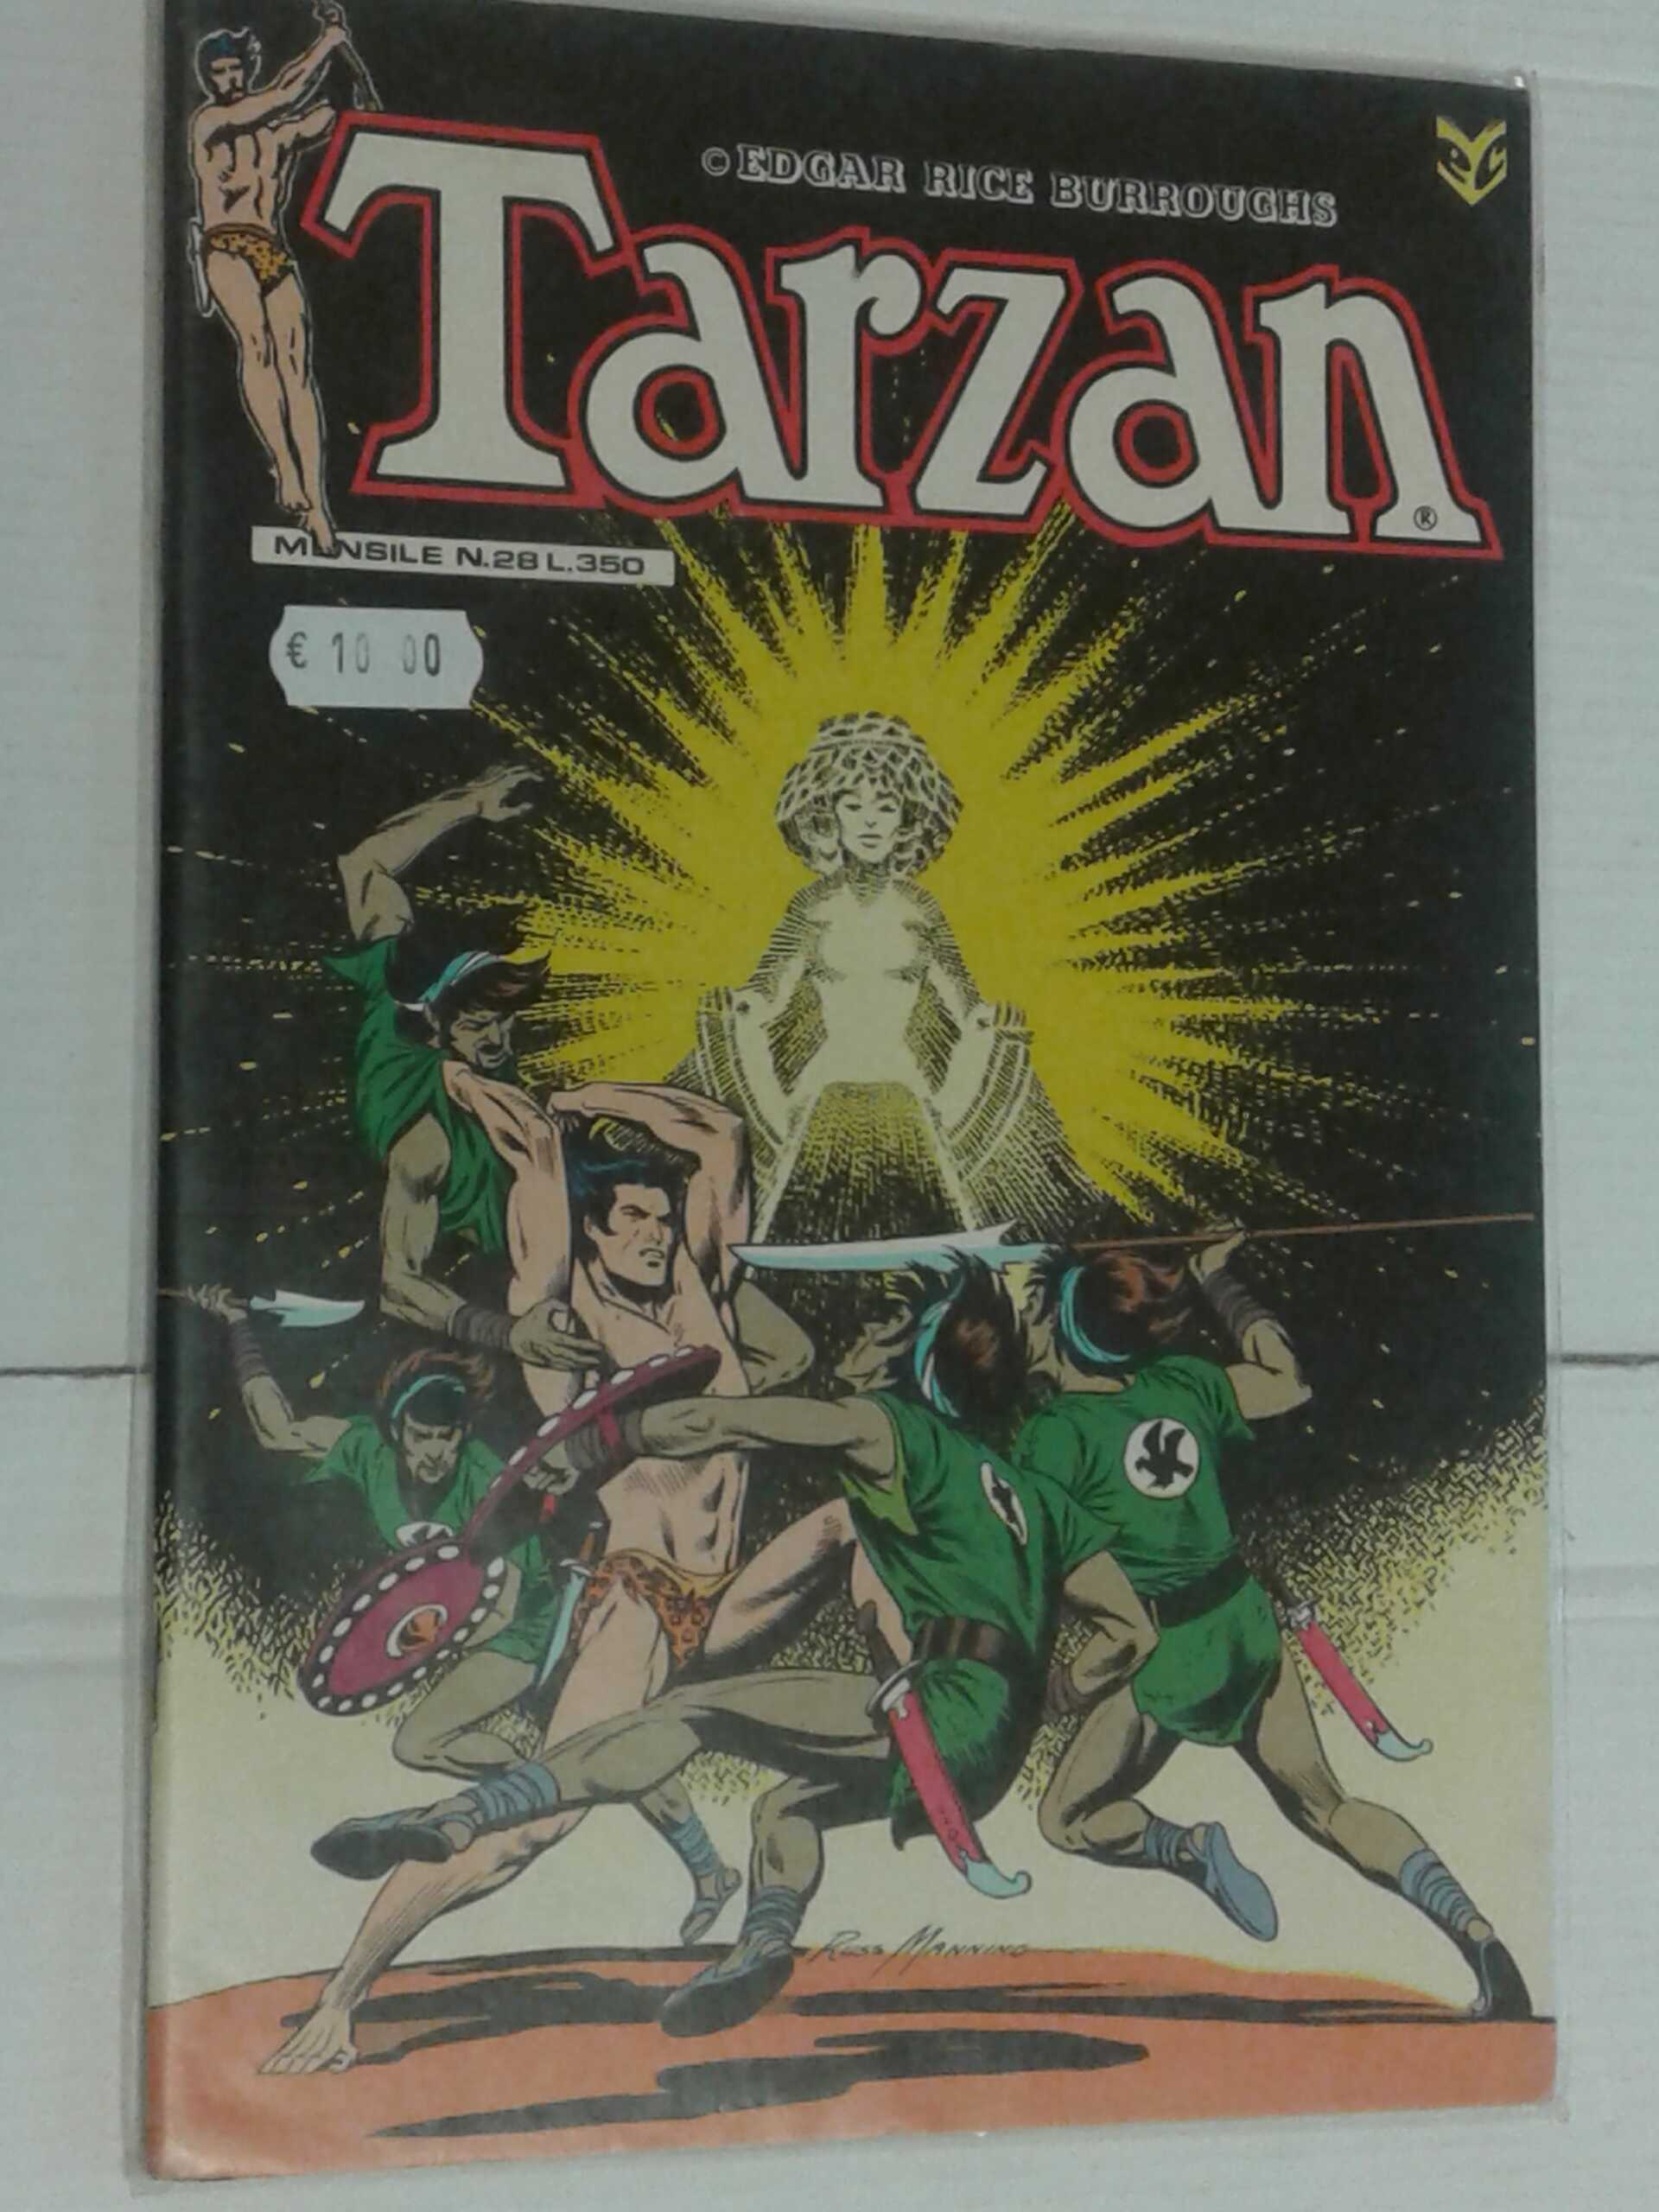 © EDGAR RICE BURROUGHS
Tarzan®
MENSILE N.28 L.350
€ 10 00
RUSS MANNING